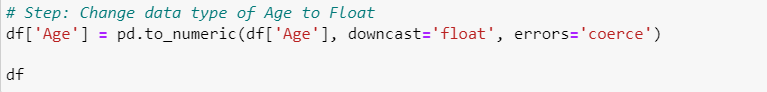 # Step: Change data type of Age to Float
df['Age'] = pd.to_numeric(df['Age'], downcast='float', errors='coerce')
df